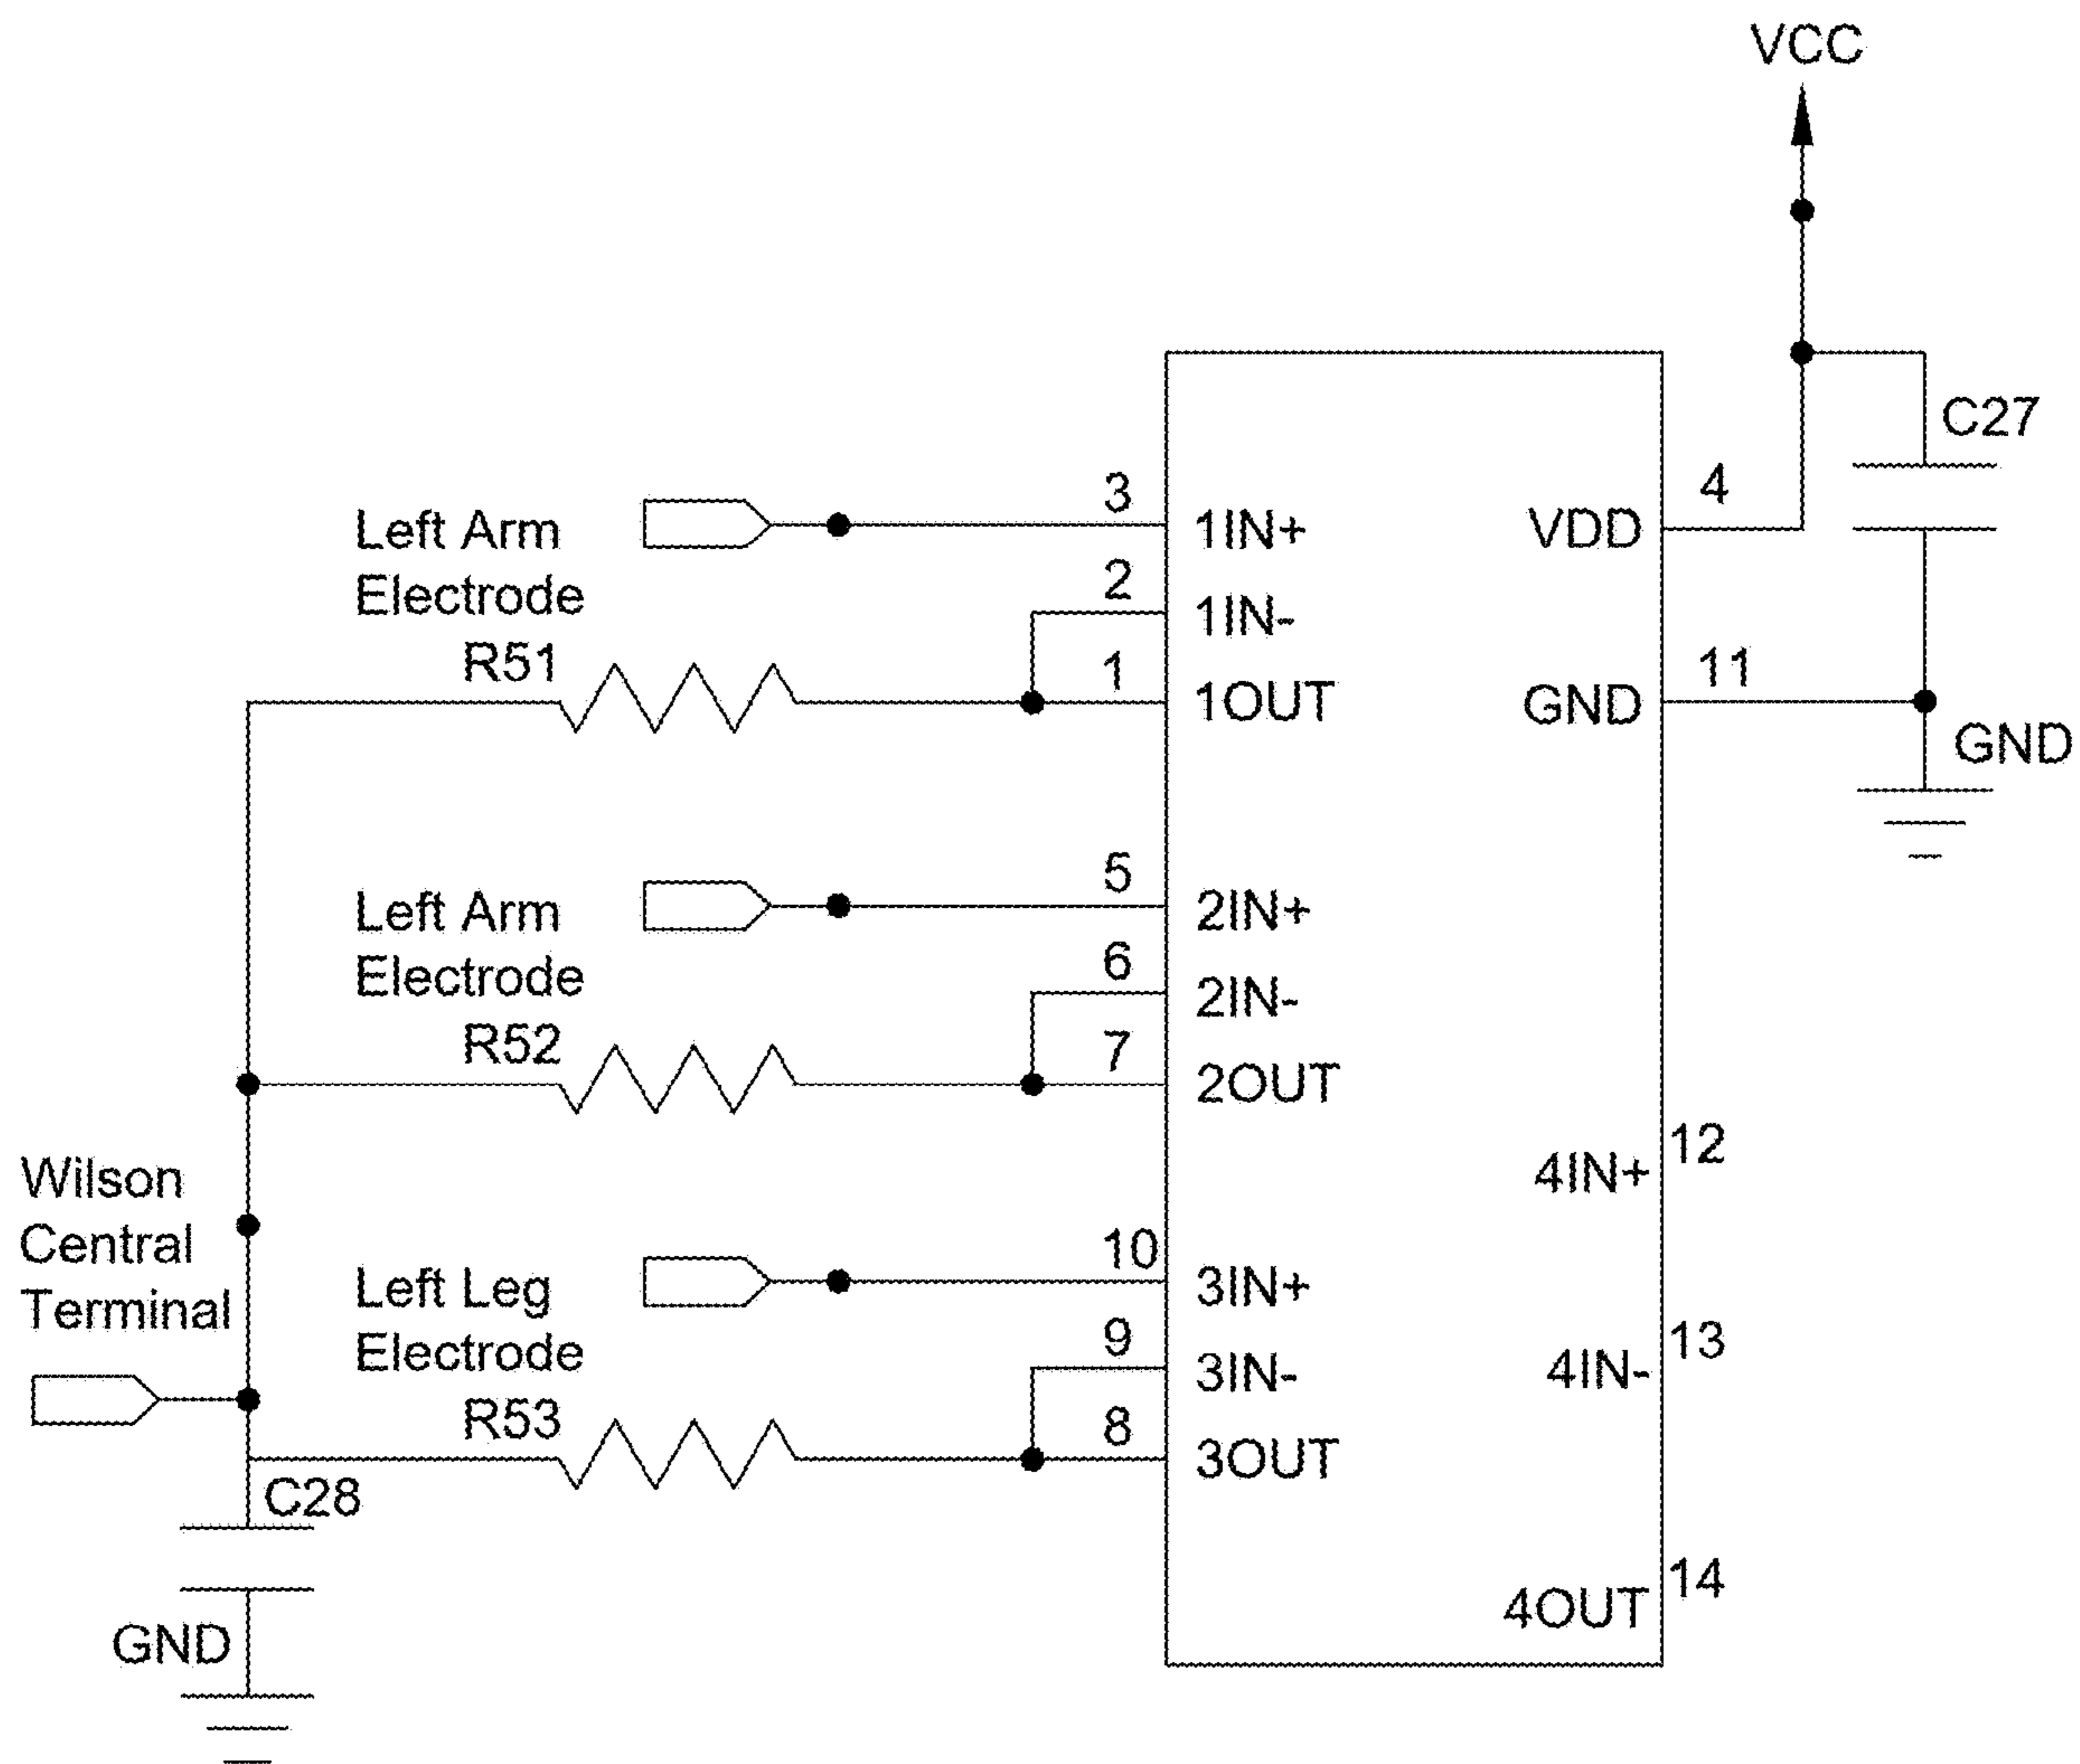 VCC
C27
3
Left Arm
Electrode
1IN+
VDD
4
2
1IN-
R51
1
1OUT
GND
11
GND
5
Left Arm
Electrode
2IN+
6
2IN-
R52
7
2OUT
12
4IN+
Wilson
Central
Terminal
10
Left Leg
Electrode
3IN+
9
3IN-
13
4IN-
R53
8
3OUT
C28
14
4OUT
GND